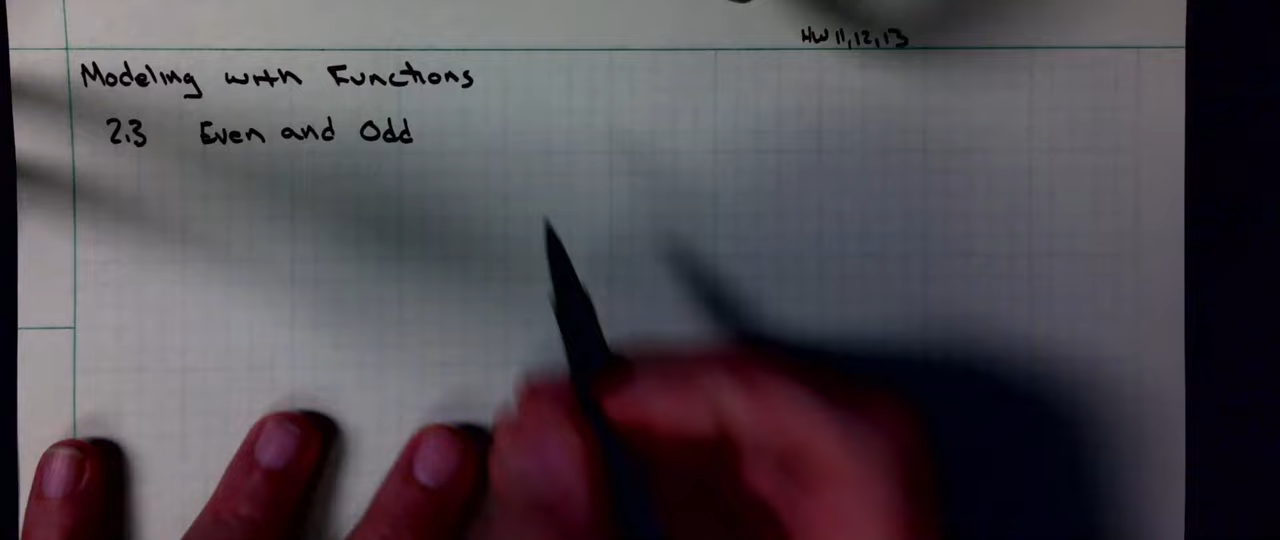 HW 11, 12, 13
Modeling with Functions
2.3 Even and Odd